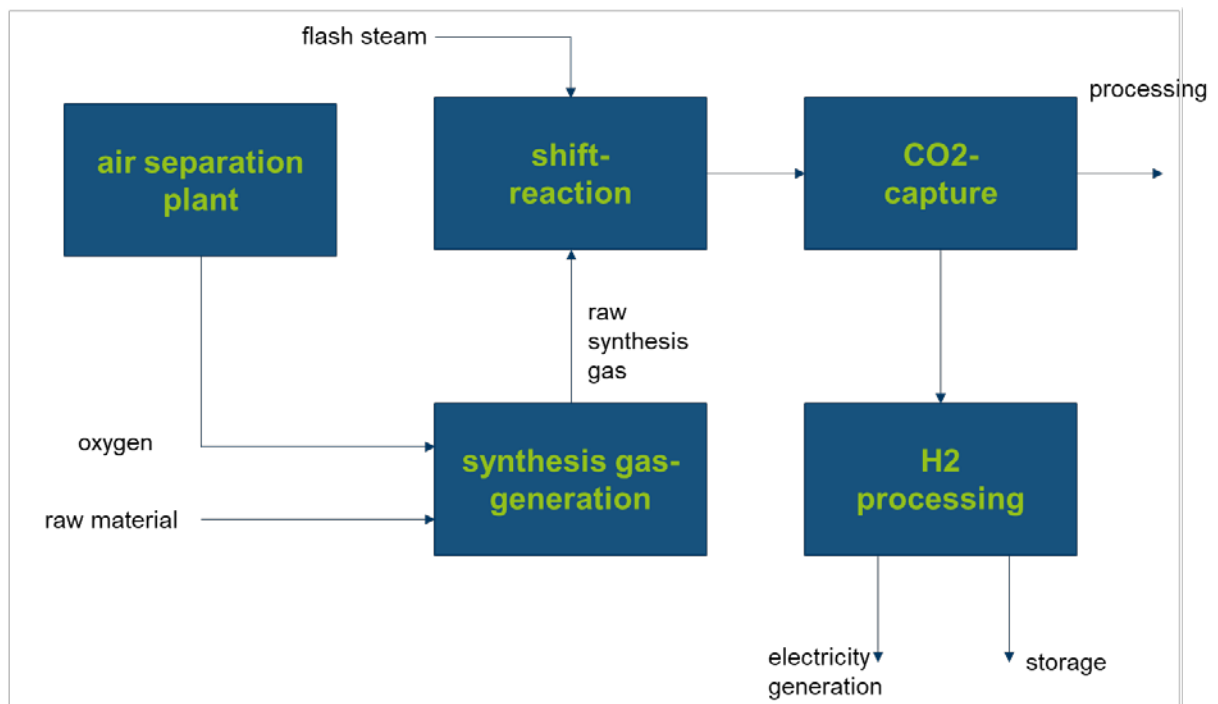 flash steam
processing
air separation
plant
shift-
reaction
CO2-
capture
raw
synthesis
gas
oxygen
raw material
synthesis gas-
generation
H2
processing
electricity
generation
storage